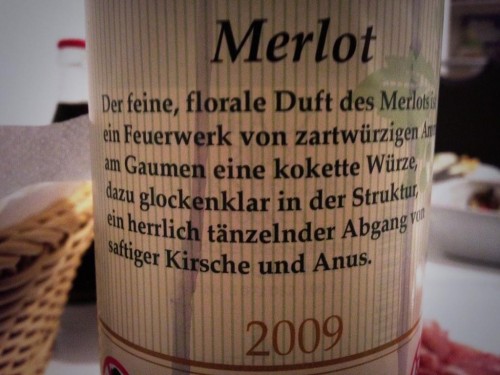 Merlot
Der feine, florale Duft des Merlots
ein Feuerwerk von zartwürzigen
am Gaumen eine kokette Würze,
dazu glockenklar in der Struktur,
ein herrlich tänzelnder Abgang von
saftiger Kirsche und Anus.
2009